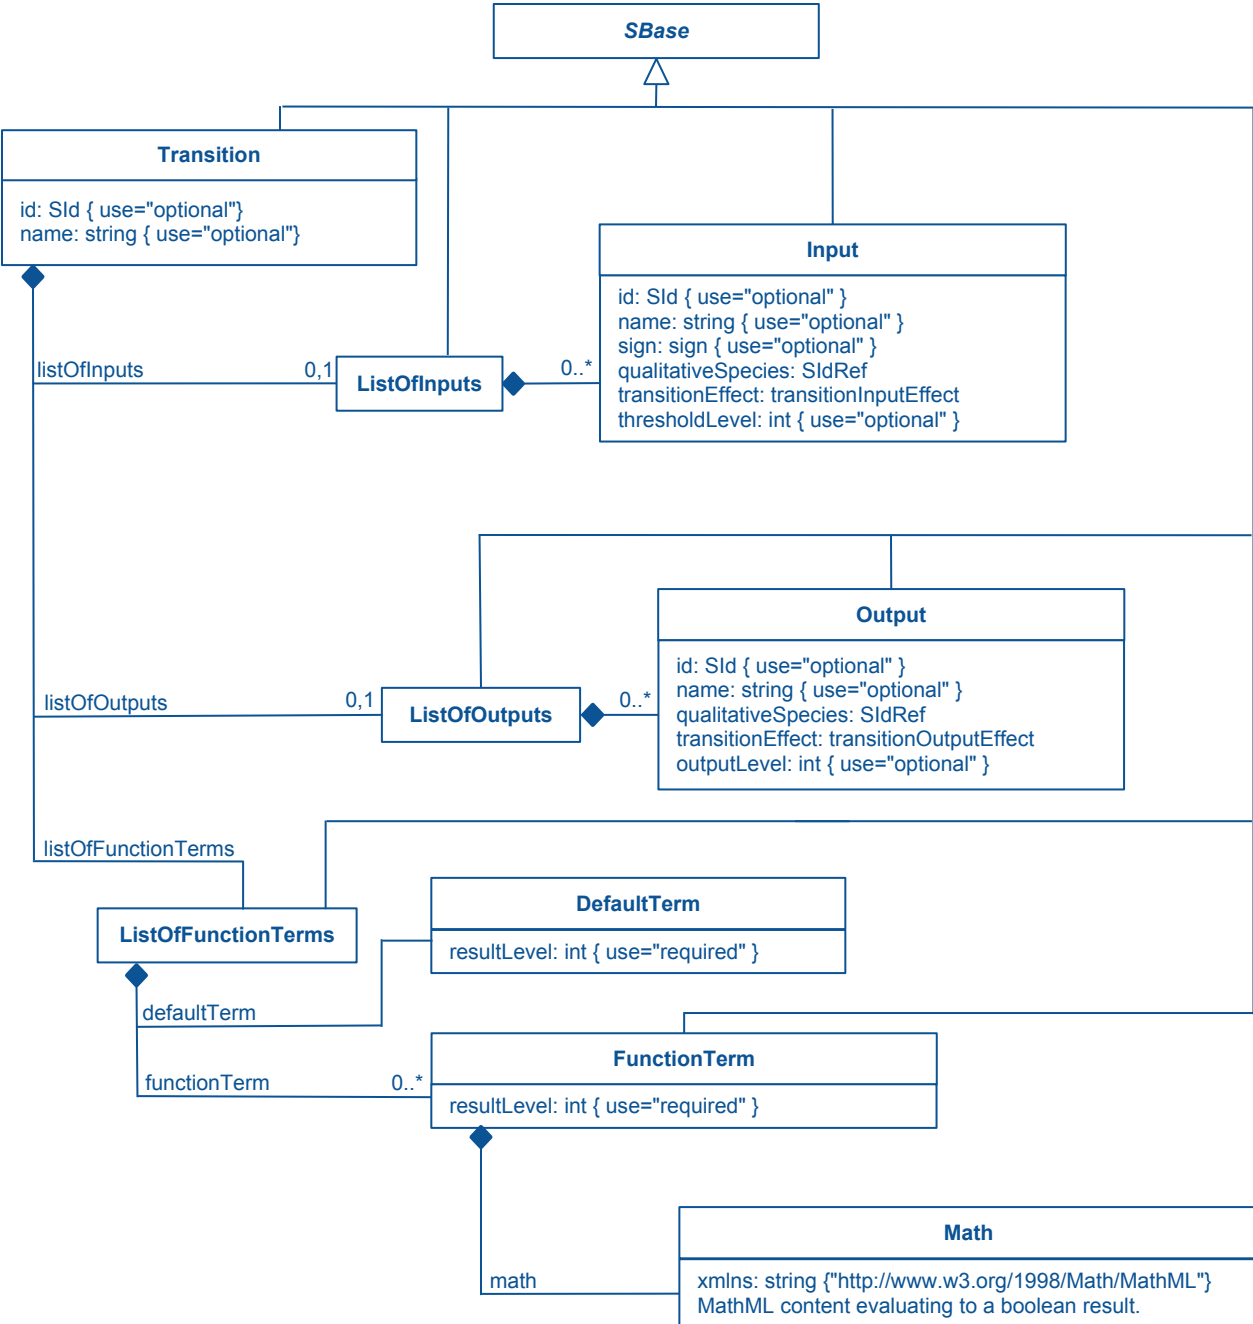 SBase
Transition
id: SId { use="optional"}
name: string { use="optional"}
Input
id: SId { use="optional" }
name: string { use="optional" }
sign: sign { use="optional" }
qualitativeSpecies: SIdRef
transitionEffect: transitionInputEffect
thresholdLevel: int { use="optional" }
listOfInputs
0,1
ListOfInputs
0..*
Output
id: SId { use="optional" }
name: string { use="optional" }
qualitativeSpecies: SIdRef
transitionEffect: transitionOutputEffect
outputLevel: int { use="optional" }
listOfOutputs
0,1
ListOfOutputs
0..*
listOfFunctionTerms
ListOfFunctionTerms
DefaultTerm
resultLevel: int { use="required" }
defaultTerm
FunctionTerm
resultLevel: int { use="required" }
functionTerm
0..*
Math
xmlns: string {"http://www.w3.org/1998/Math/MathML"}
MathML content evaluating to a boolean result.
math